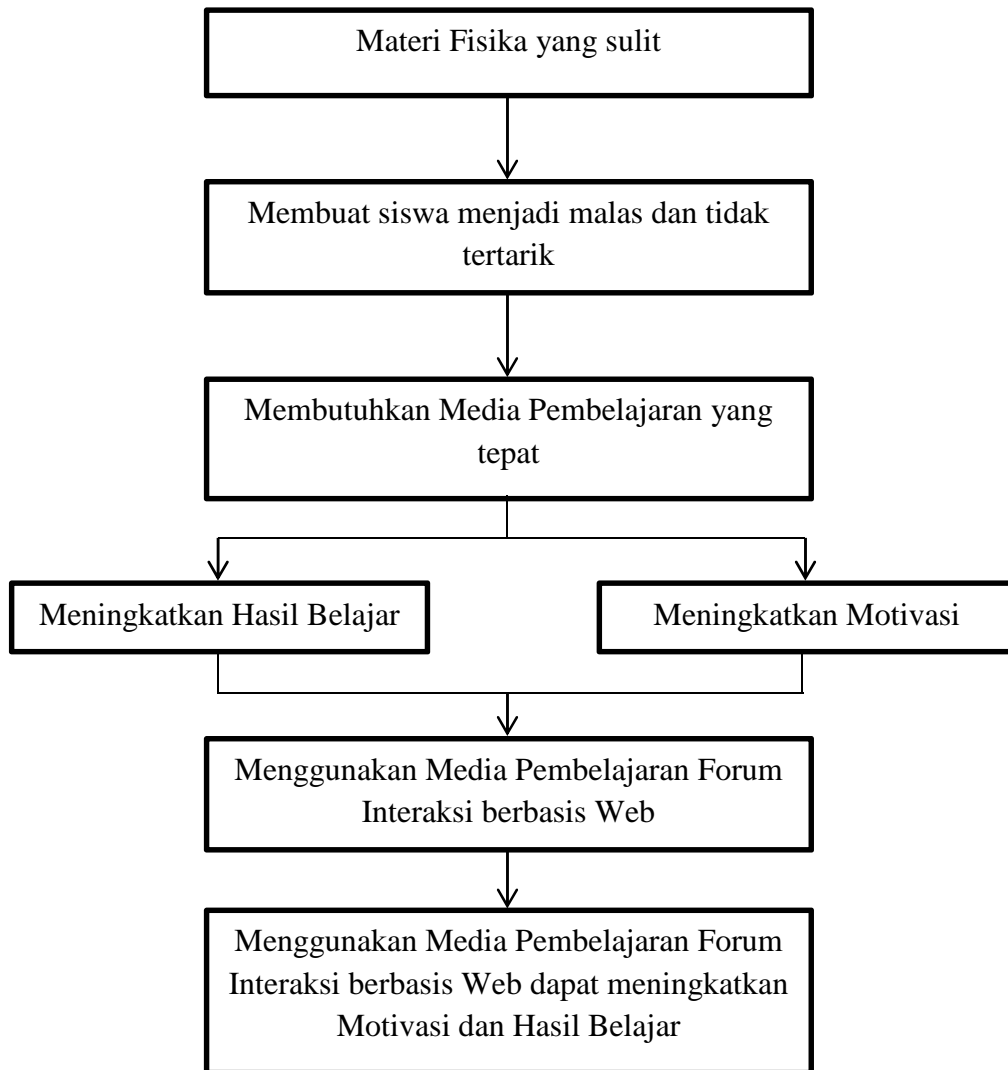 Materi Fisika yang sulit
Membuat siswa menjadi malas dan tidak
tertarik
Membutuhkan Media Pembelajaran yang
tepat
Meningkatkan Hasil Belajar
Meningkatkan Motivasi
Menggunakan Media Pembelajaran Forum
Interaksi berbasis Web
Menggunakan Media Pembelajaran Forum
Interaksi berbasis Web dapat meningkatkan
Motivasi dan Hasil Belajar